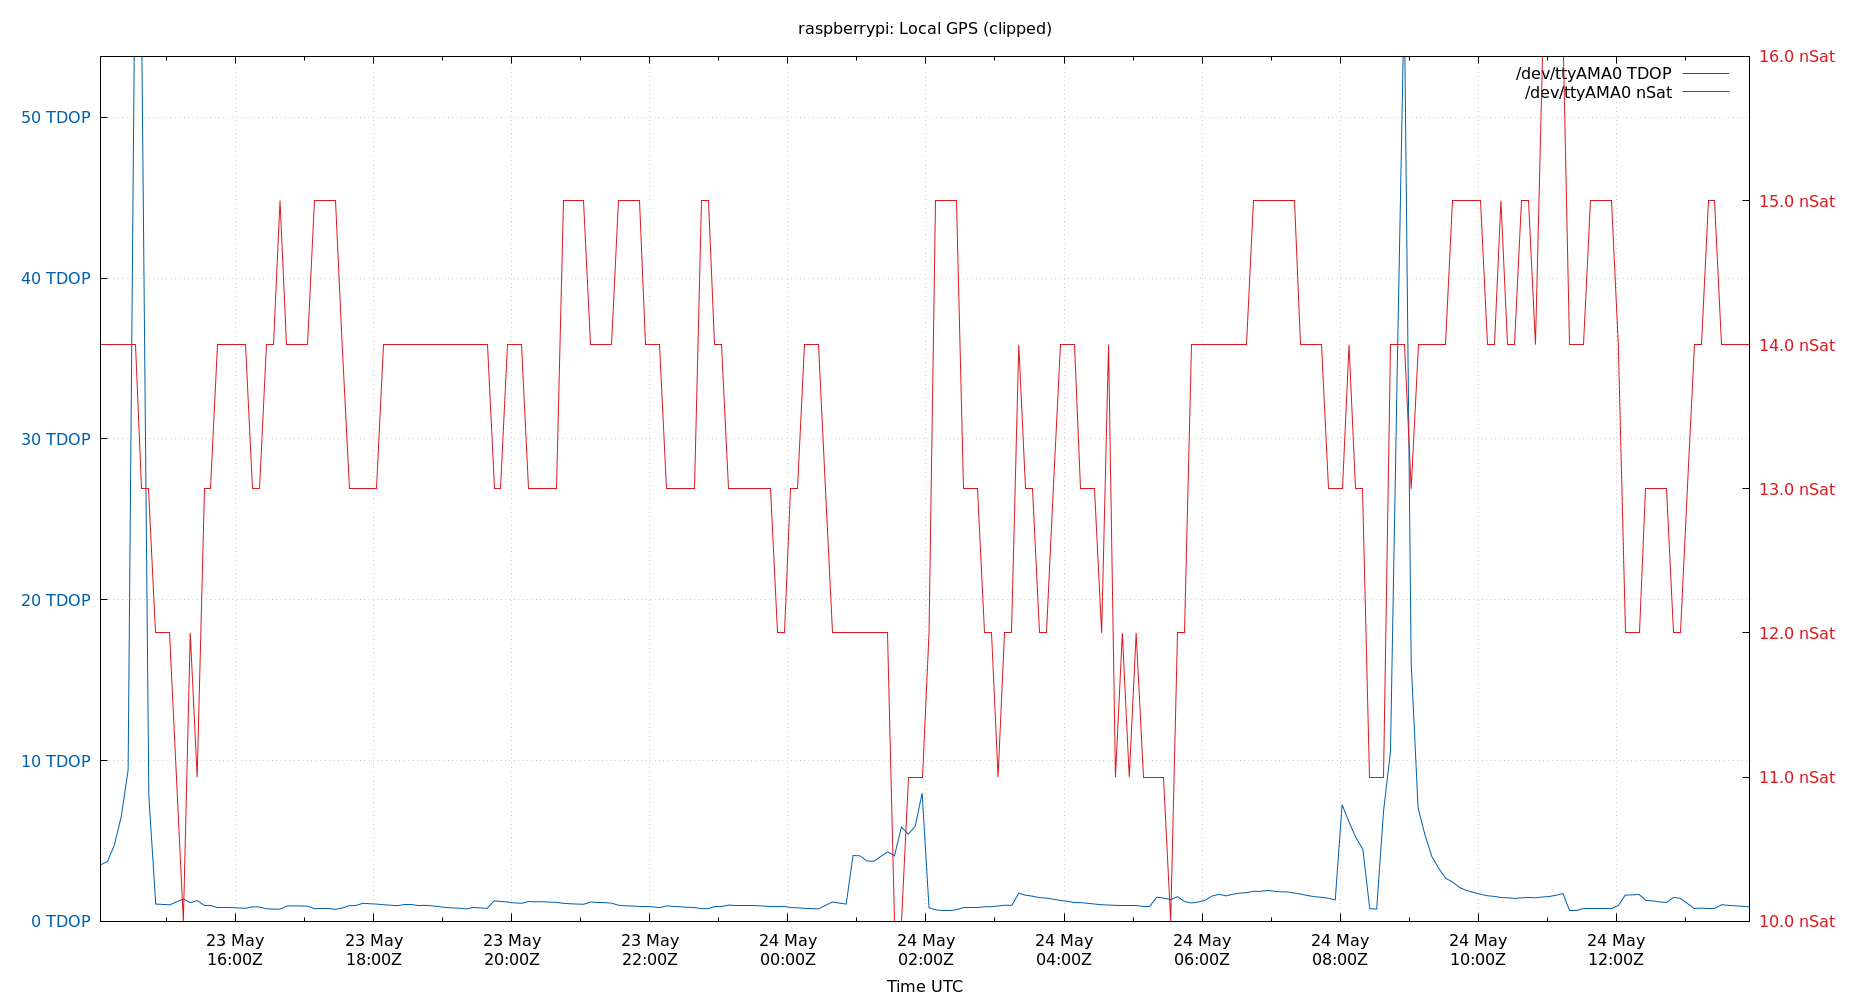 raspberrypi: Local GPS (clipped)
16.0 nSat
/dev/ttyAMA0 TDOP
/dev/ttyAMA0 nSat
50 TDOP
15.0 nSat
40 TDOP
14.0 nSat
30 TDOP
13.0 nSat
20 TDOP
12.0 nSat
10 TDOP
11.0 nSat
0 TDOP
10.0 nSat
23 May 23 May 23 May 23 May 24 May 24 May 24 May 24 May 24 May 24 May 24 May
16:00Z 18:00Z 20:00Z 22:00Z 00:00Z 02:00Z 04:00Z 06:00Z 08:00Z 10:00Z 12:00Z
Time UTC